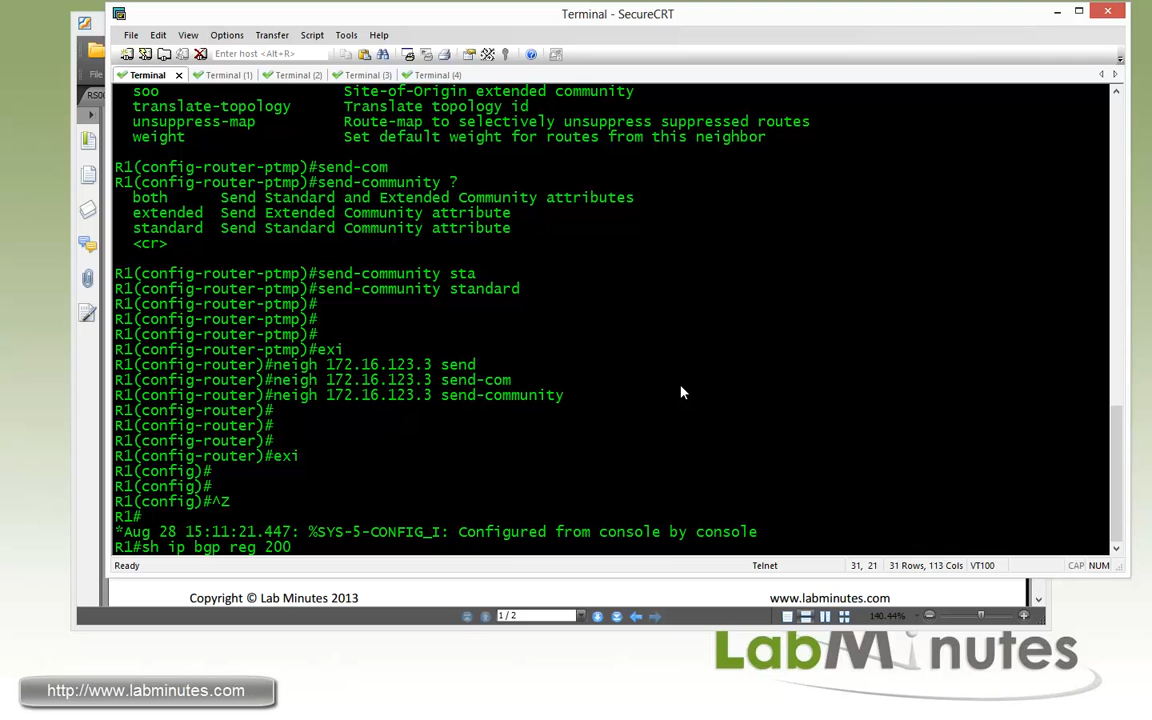 Terminal - SecureCRT
File Edit View Options Transfer Script Tools Help
Enter host <Alt+R>
File
Terminal Terminal (1) Terminal (2) Terminal (3) Terminal (4)
soo Site-of-Origin extended community
translate-topology Translate topology id
unsuppress-map Route-map to selectively unsuppress suppressed routes
weight Set default weight for routes from this neighbor
R1(config-router-ptmp)#send-com
R1(config-router-ptmp)#send-community ?
both Send Standard and Extended Community attributes
extended Send Extended Community attribute
standard Send Standard Community attribute
<cr>
R1(config-router-ptmp)#send-community sta
R1(config-router-ptmp)#send-community standard
R1(config-router-ptmp)#
R1(config-router-ptmp)#
R1(config-router-ptmp)#
R1(config-router-ptmp)#exi
R1(config-router)#neigh 172.16.123.3 send
R1(config-router)#neigh 172.16.123.3 send-com
R1(config-router)#neigh 172.16.123.3 send-community
R1(config-router)#
R1(config-router)#
R1(config-router)#
R1(config-router)#exi
R1(config)#
R1(config)#
R1(config)#^Z
R1#
*Aug 28 15:11:21.447: %SYS-5-CONFIG_I: Configured from console by console
R1#sh ip bgp reg 200
Ready Telnet 31, 21 31 Rows, 113 Cols VT100 CAP NUM
Copyright © Lab Minutes 2013 www.labminutes.com
1 / 2 140.44%
LabMinutes
http://www.labminutes.com